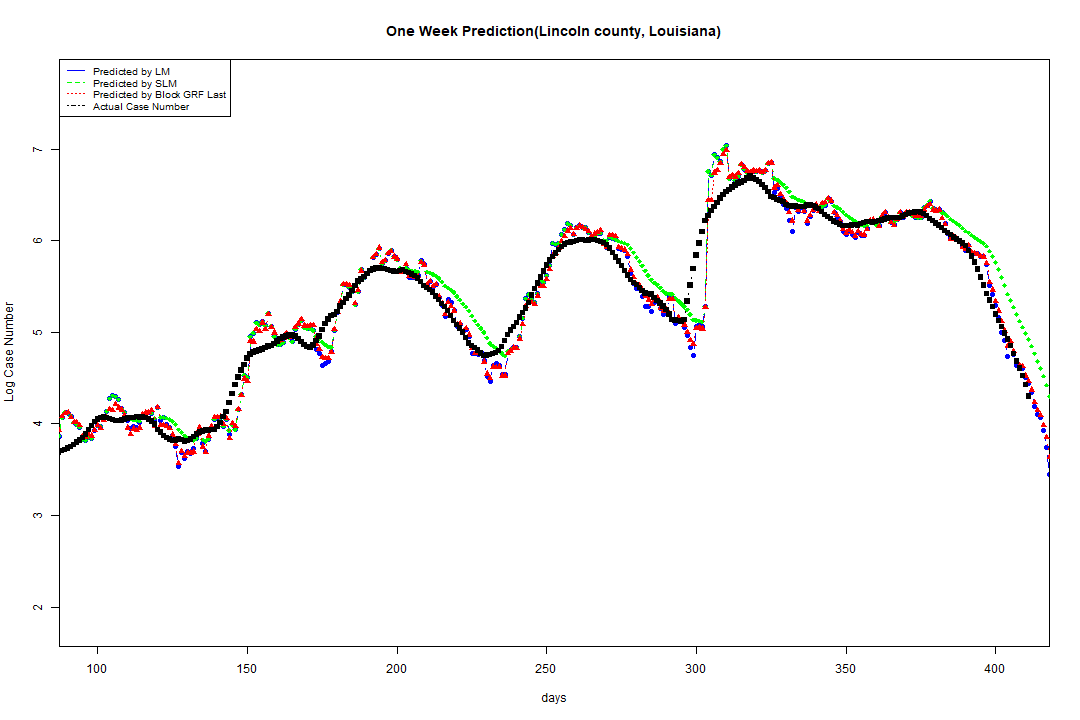 One Week Prediction(Lincoln county, Louisiana)
Predicted by LM
Predicted by SLM
Predicted by Block GRF Last
Actual Case Number
7
6
5
4
3
2
Log Case Number
100 150 200 250 300 350 400
days